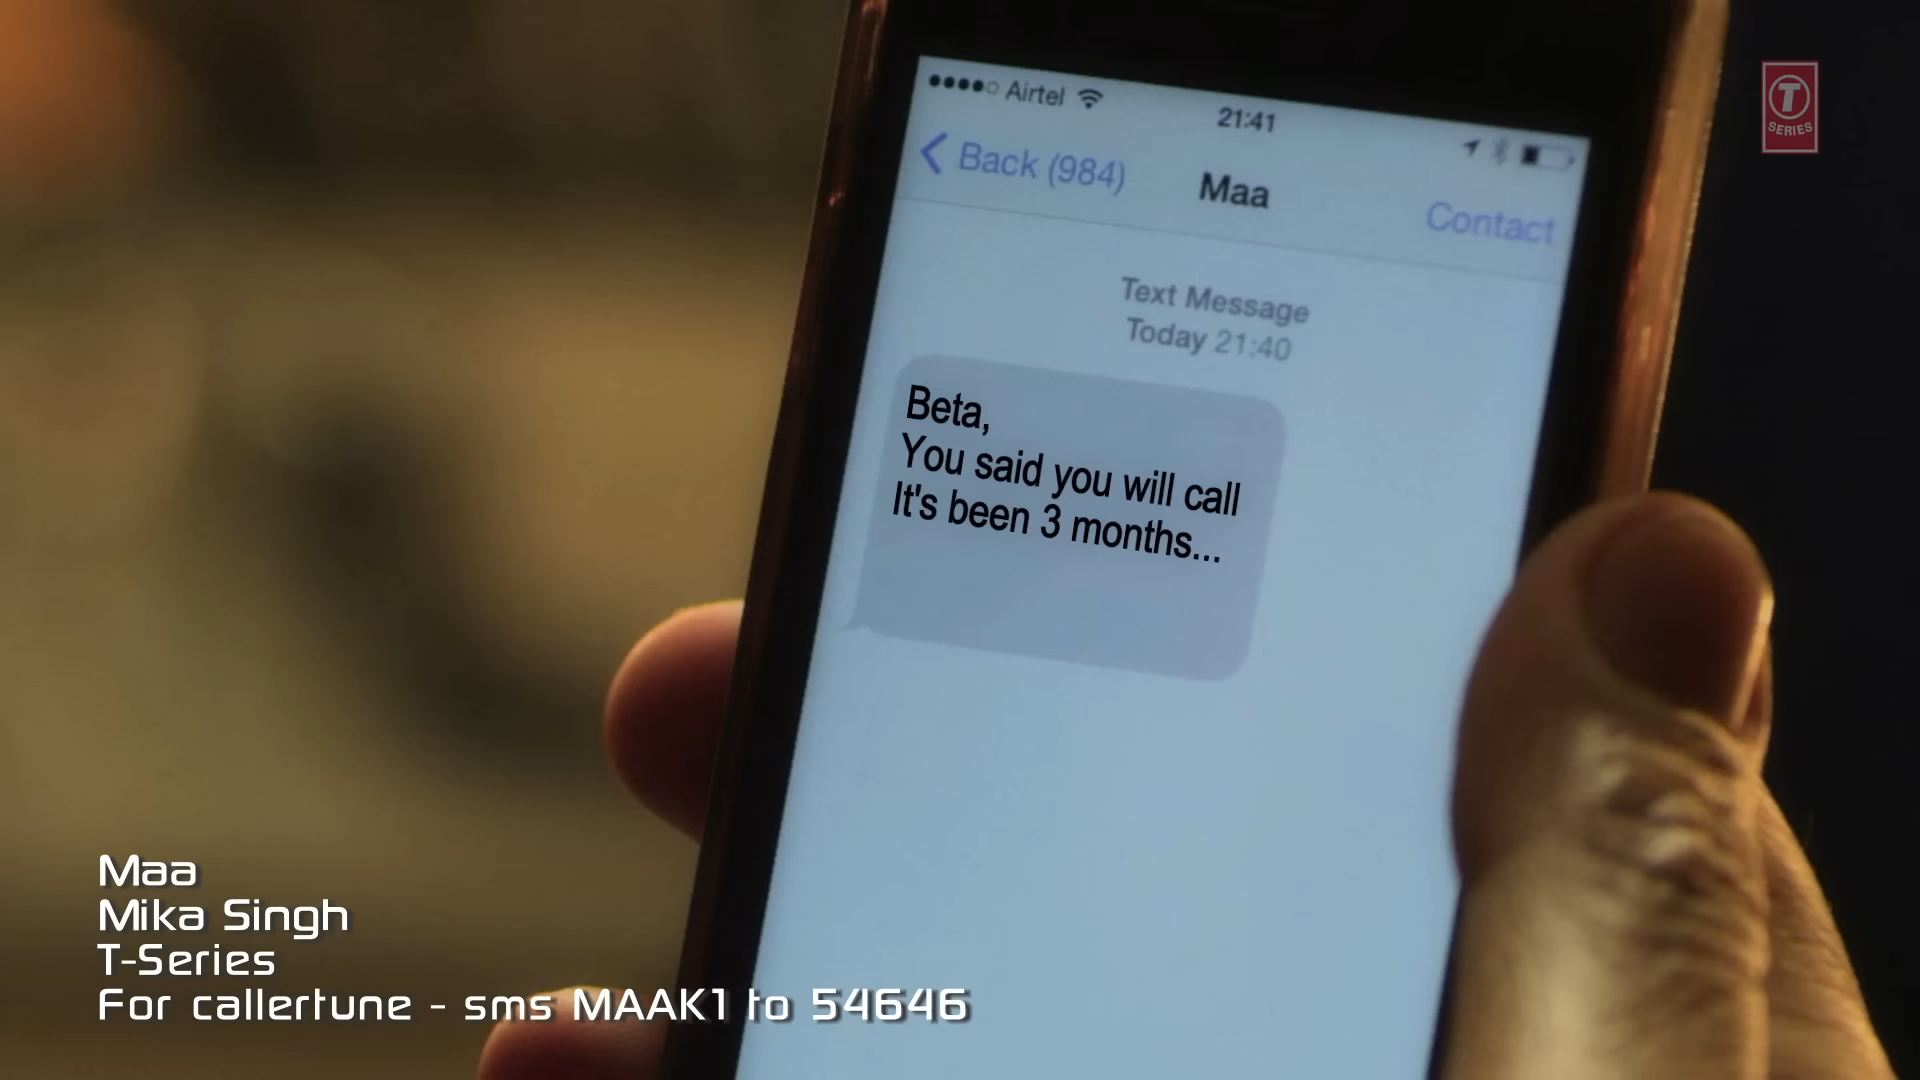 Airtel
21:41
Back (984)
Maa
Contact
Text Message
Today 21:40
Beta,
You said you will call
It's been 3 months...
T
SERIES
Maa
Mika Singh
T-Series
For callertune - sms MAAK1 to 54646